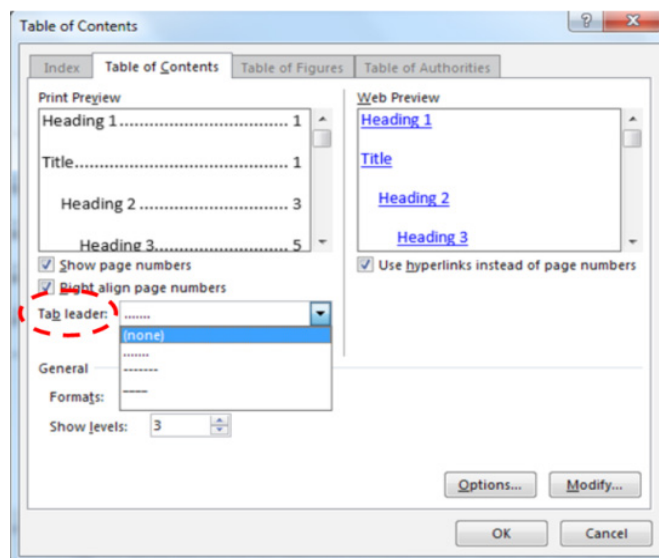 Table of Contents
Index
Table of Contents
Table of Figures
Table of Authorities
Print Preview
Heading 1.................................... 1
Title............................................ 1
Heading 2 ............................... 3
Heading 3............................ 5
Show page numbers
Right align page numbers
Tab leader: .......
(none)
.......
-------
____
General
Formats:
Show levels: 3
Web Preview
Heading 1
Title
Heading 2
Heading 3
Use hyperlinks instead of page numbers
Options...
Modify...
OK
Cancel